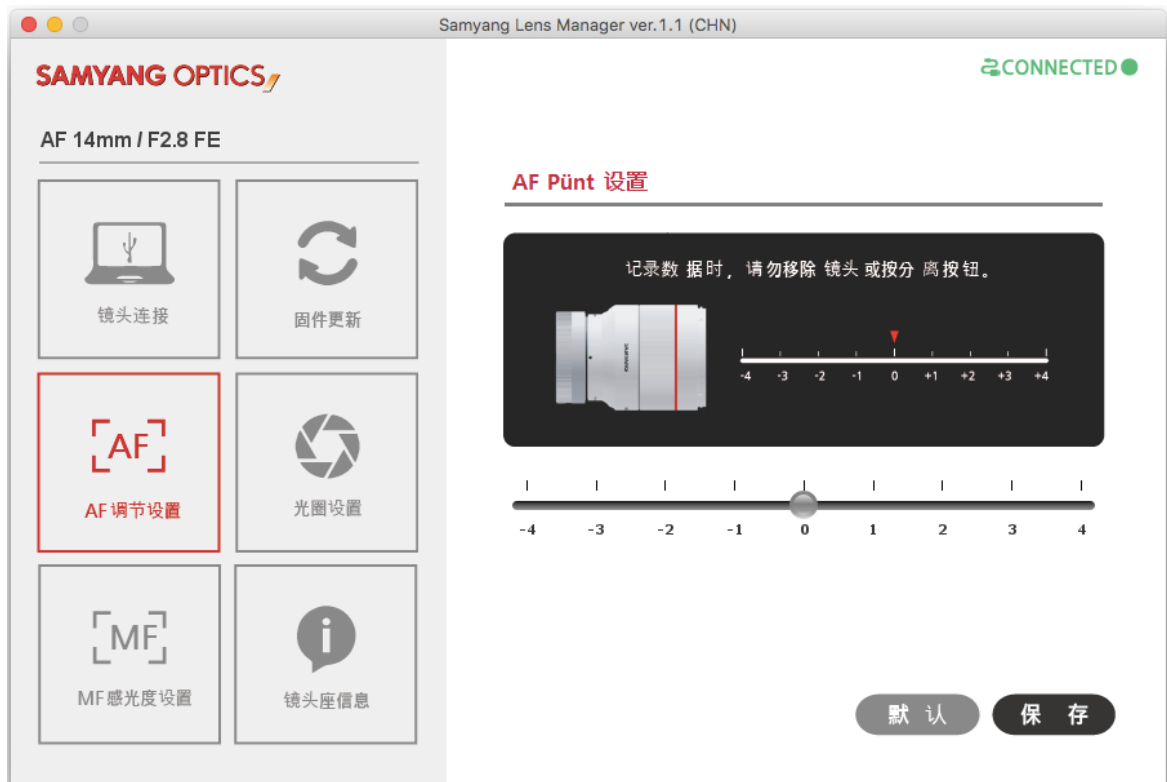 Samyang Lens Manager ver.1.1 (CHN)
SAMYANG OPTICS
CONNECTED
AF 14mm / F2.8 FE
镜头连接
固件更新
AF 调节设置
光圈设置
MF感光度设置
镜头座信息
AF Pünt 设置
记录数 据时，请勿移除 镜头 或按分 离按钮。
-4 -3 -2 -1 0 +1 +2 +3 +4
-4 -3 -2 -1 0 1 2 3 4
默 认
保 存